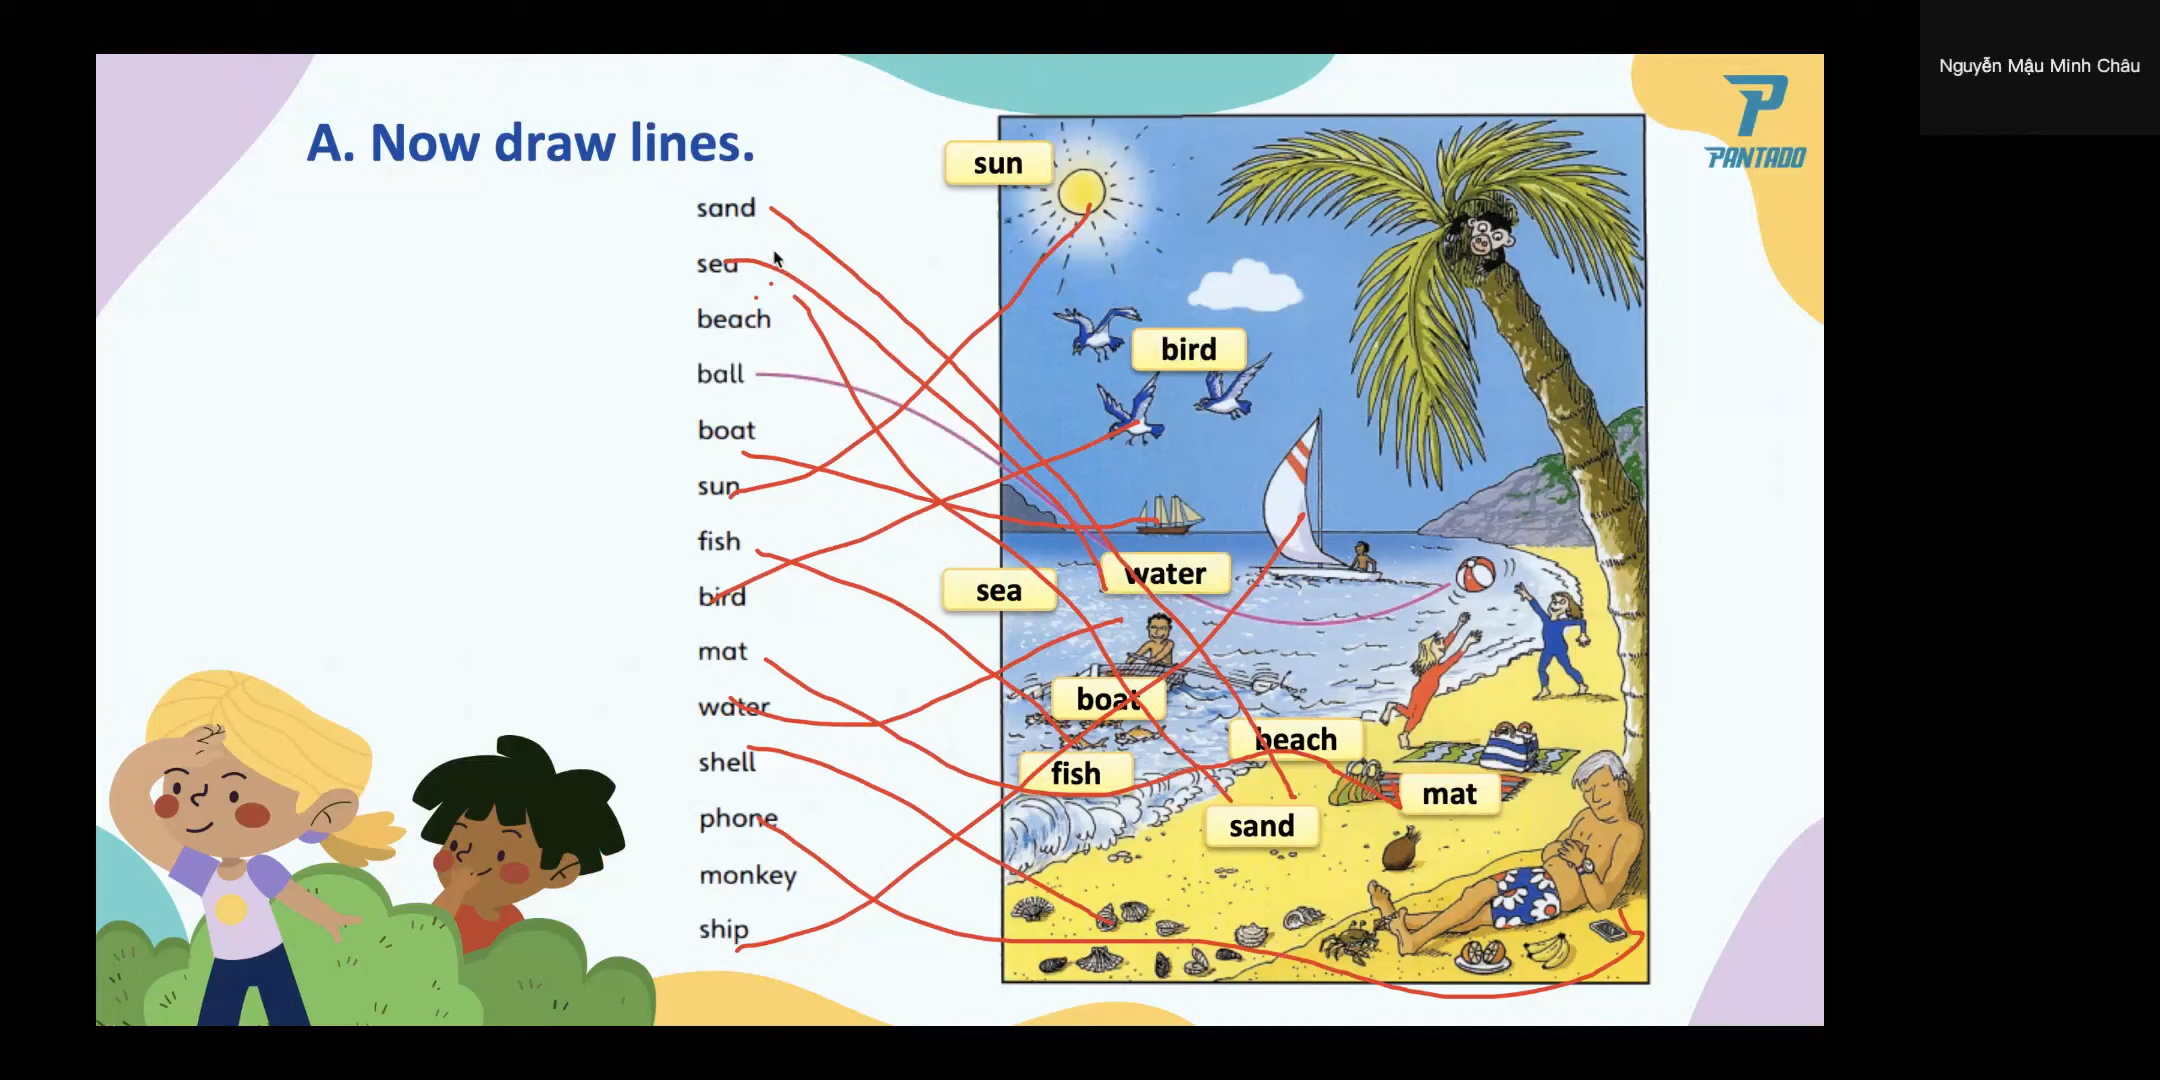 Nguyễn Mậu Minh Châu
PANTADO
A. Now draw lines.
sand
sea
beach
ball
boat
sun
fish
bird
mat
water
shell
phone
monkey
ship
sun
bird
water
sea
boat
beach
fish
mat
sand